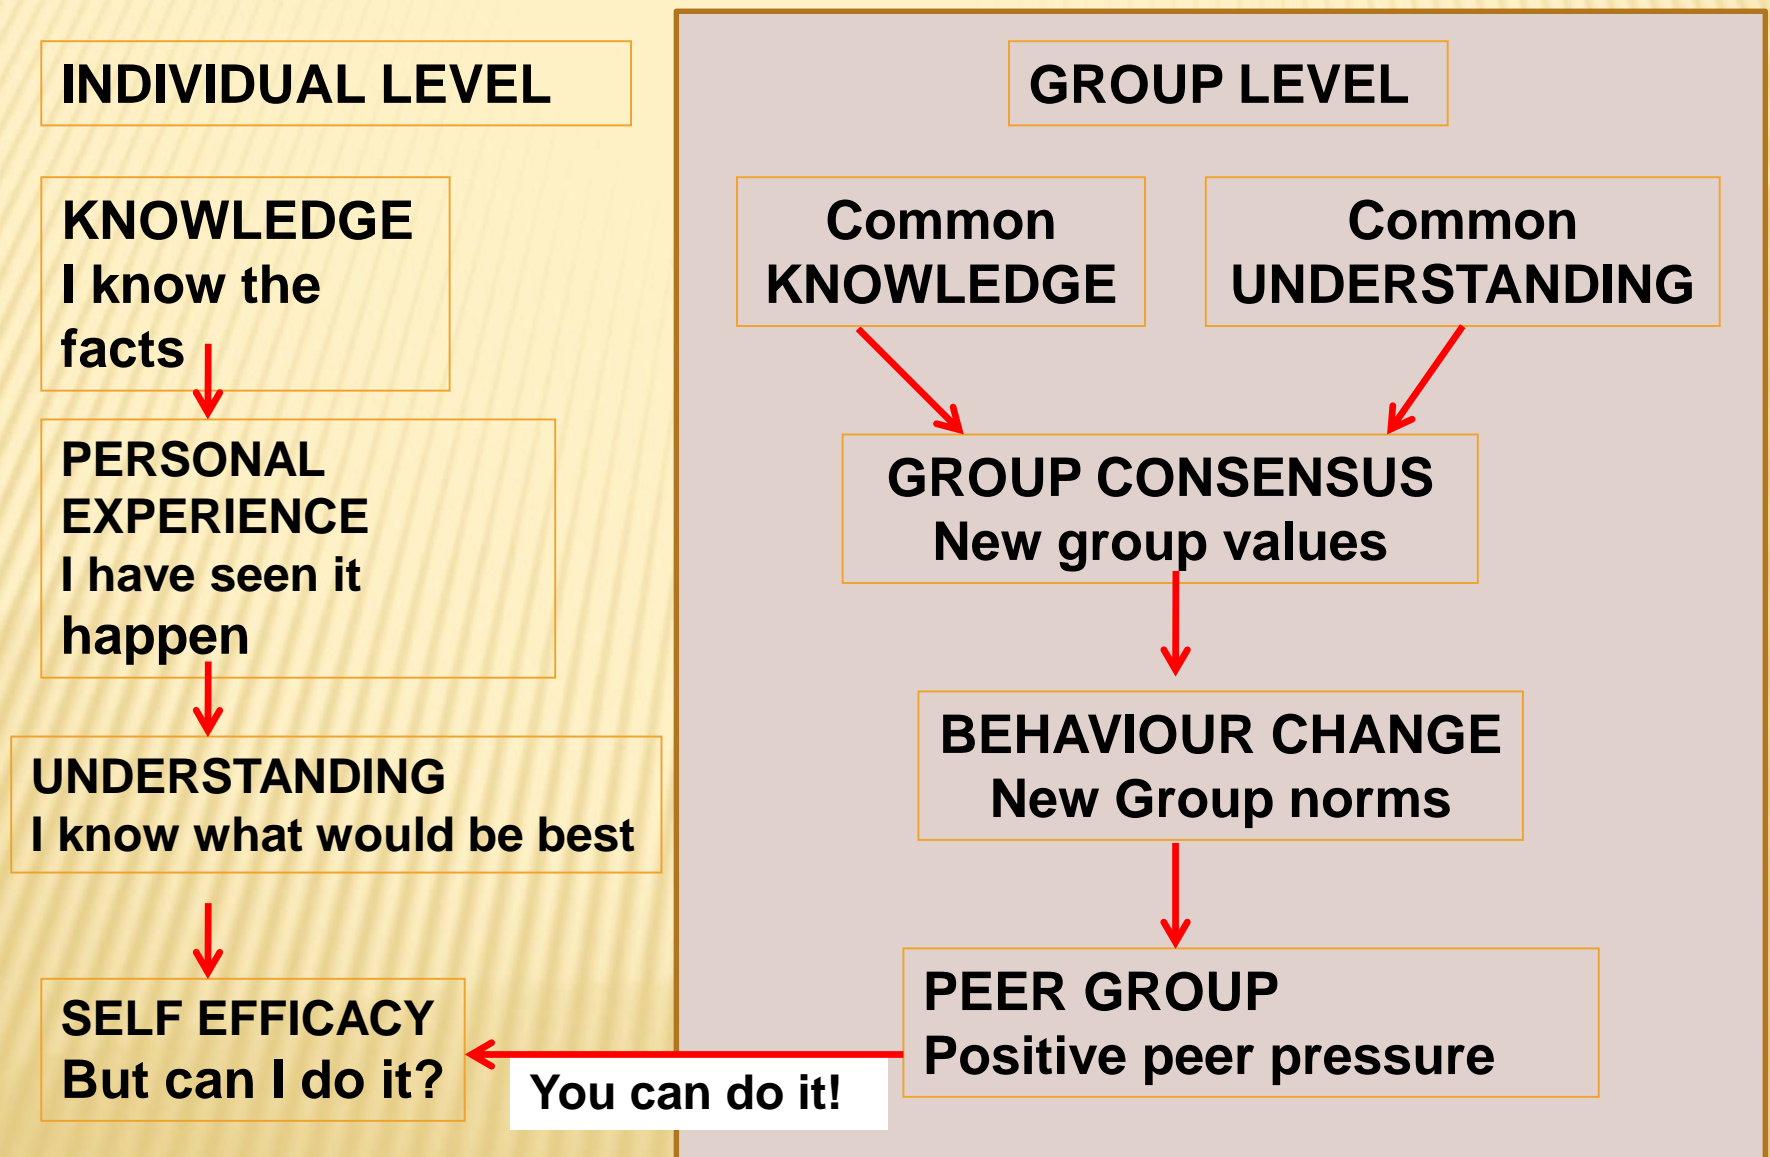 INDIVIDUAL LEVEL
KNOWLEDGE
I know the
facts
PERSONAL
EXPERIENCE
I have seen it
happen
UNDERSTANDING
I know what would be best
SELF EFFICACY
But can I do it?
GROUP LEVEL
Common
KNOWLEDGE
Common
UNDERSTANDING
GROUP CONSENSUS
New group values
BEHAVIOUR CHANGE
New Group norms
PEER GROUP
Positive peer pressure
You can do it!